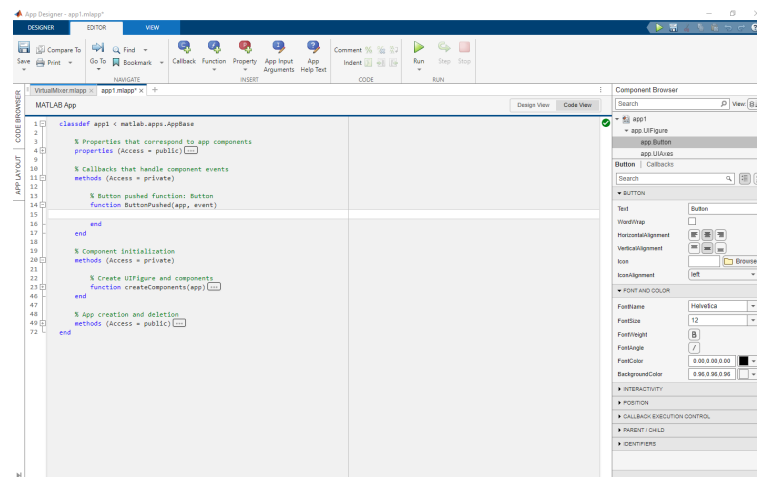 App Designer - app1.mlapp*
DESIGNER EDITOR VIEW
Save Compare To Print Go To Find Bookmark Callback Function Property App Input Arguments App Help Text Comment Indent Run Step Stop
NAVIGATE INSERT CODE RUN
VirtualMixer.mlapp × app1.mlapp* × +
MATLAB App Design View Code View
CODE BROWSER
APP LAYOUT
1 classdef app1 < matlab.apps.AppBase
2
3 % Properties that correspond to app components
4 properties (Access = public) ...
9
10 % Callbacks that handle component events
11 methods (Access = private)
12
13 % Button pushed function: Button
14 function ButtonPushed(app, event)
15
16 end
17 end
18
19 % Component initialization
20 methods (Access = private)
21
22 % Create UIFigure and components
23 function createComponents(app) ...
46 end
47
48 % App creation and deletion
49 methods (Access = public) ...
72 end
Component Browser
Search View:
app1
app.UIFigure
app.Button
app.UIAxes
Button | Callbacks
Search
BUTTON
Text Button
WordWrap
HorizontalAlignment
VerticalAlignment
Icon Browse
IconAlignment left
FONT AND COLOR
FontName Helvetica
FontSize 12
FontWeight B
FontAngle I
FontColor 0.00,0.00,0.00
BackgroundColor 0.96,0.96,0.96
INTERACTIVITY
POSITION
CALLBACK EXECUTION CONTROL
PARENT / CHILD
IDENTIFIERS